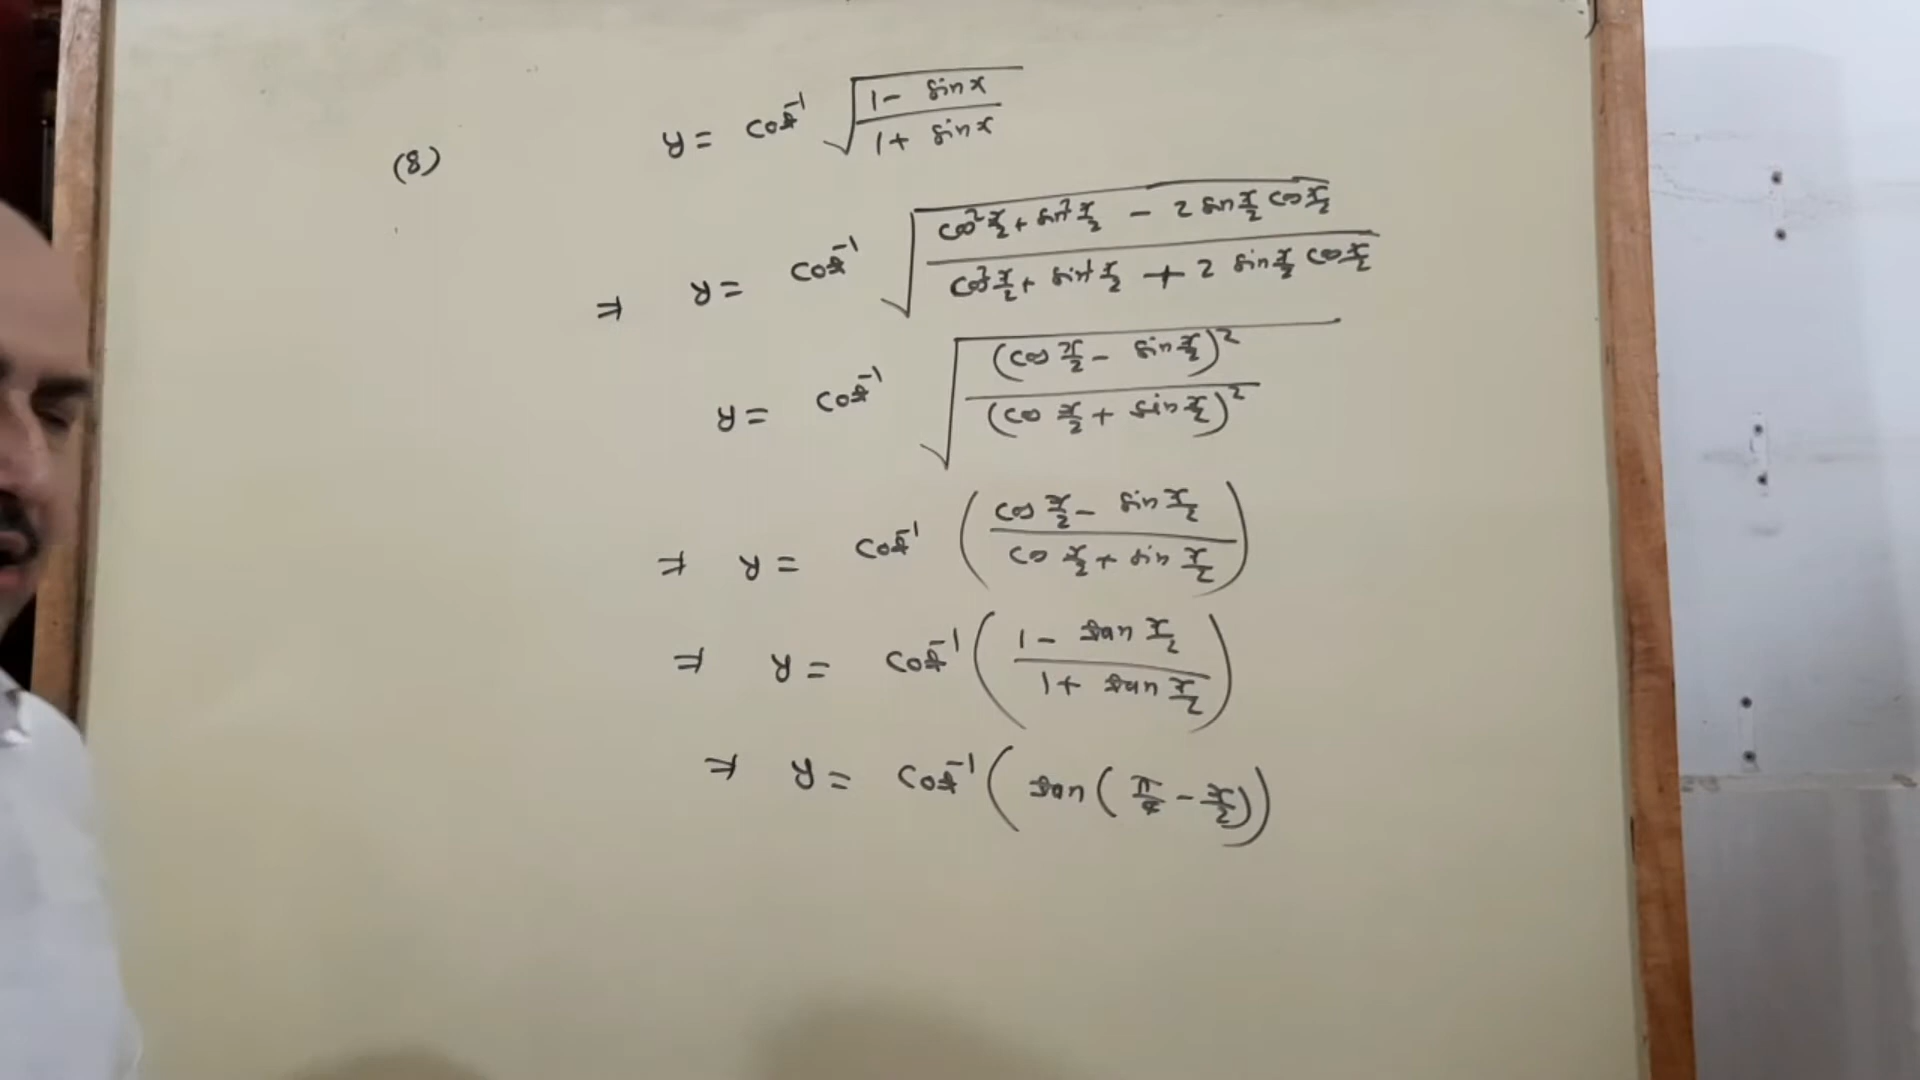 (8) y = cot⁻¹ √((1 - sin x)/(1 + sin x))
⇒ y = cot⁻¹ √((cos² x/2 + sin² x/2 - 2 sin x/2 cos x/2)/(cos² x/2 + sin² x/2 + 2 sin x/2 cos x/2))
y = cot⁻¹ √((cos x/2 - sin x/2)²/(cos x/2 + sin x/2)²)
⇒ y = cot⁻¹ ((cos x/2 - sin x/2)/(cos x/2 + sin x/2))
⇒ y = cot⁻¹ ((1 - tan x/2)/(1 + tan x/2))
⇒ y = cot⁻¹ (tan (π/4 - x/2))